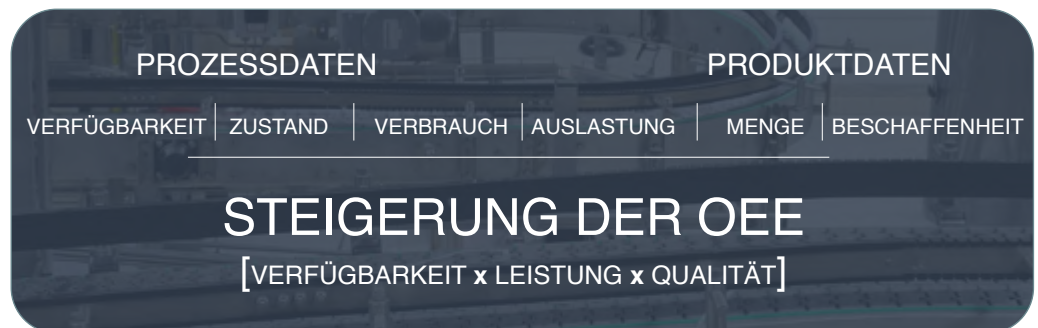 PROZESSDATEN PRODUKTDATEN
VERFÜGBARKEIT | ZUSTAND | VERBRAUCH | AUSLASTUNG | MENGE | BESCHAFFENHEIT
STEIGERUNG DER OEE
[VERFÜGBARKEIT x LEISTUNG x QUALITÄT]